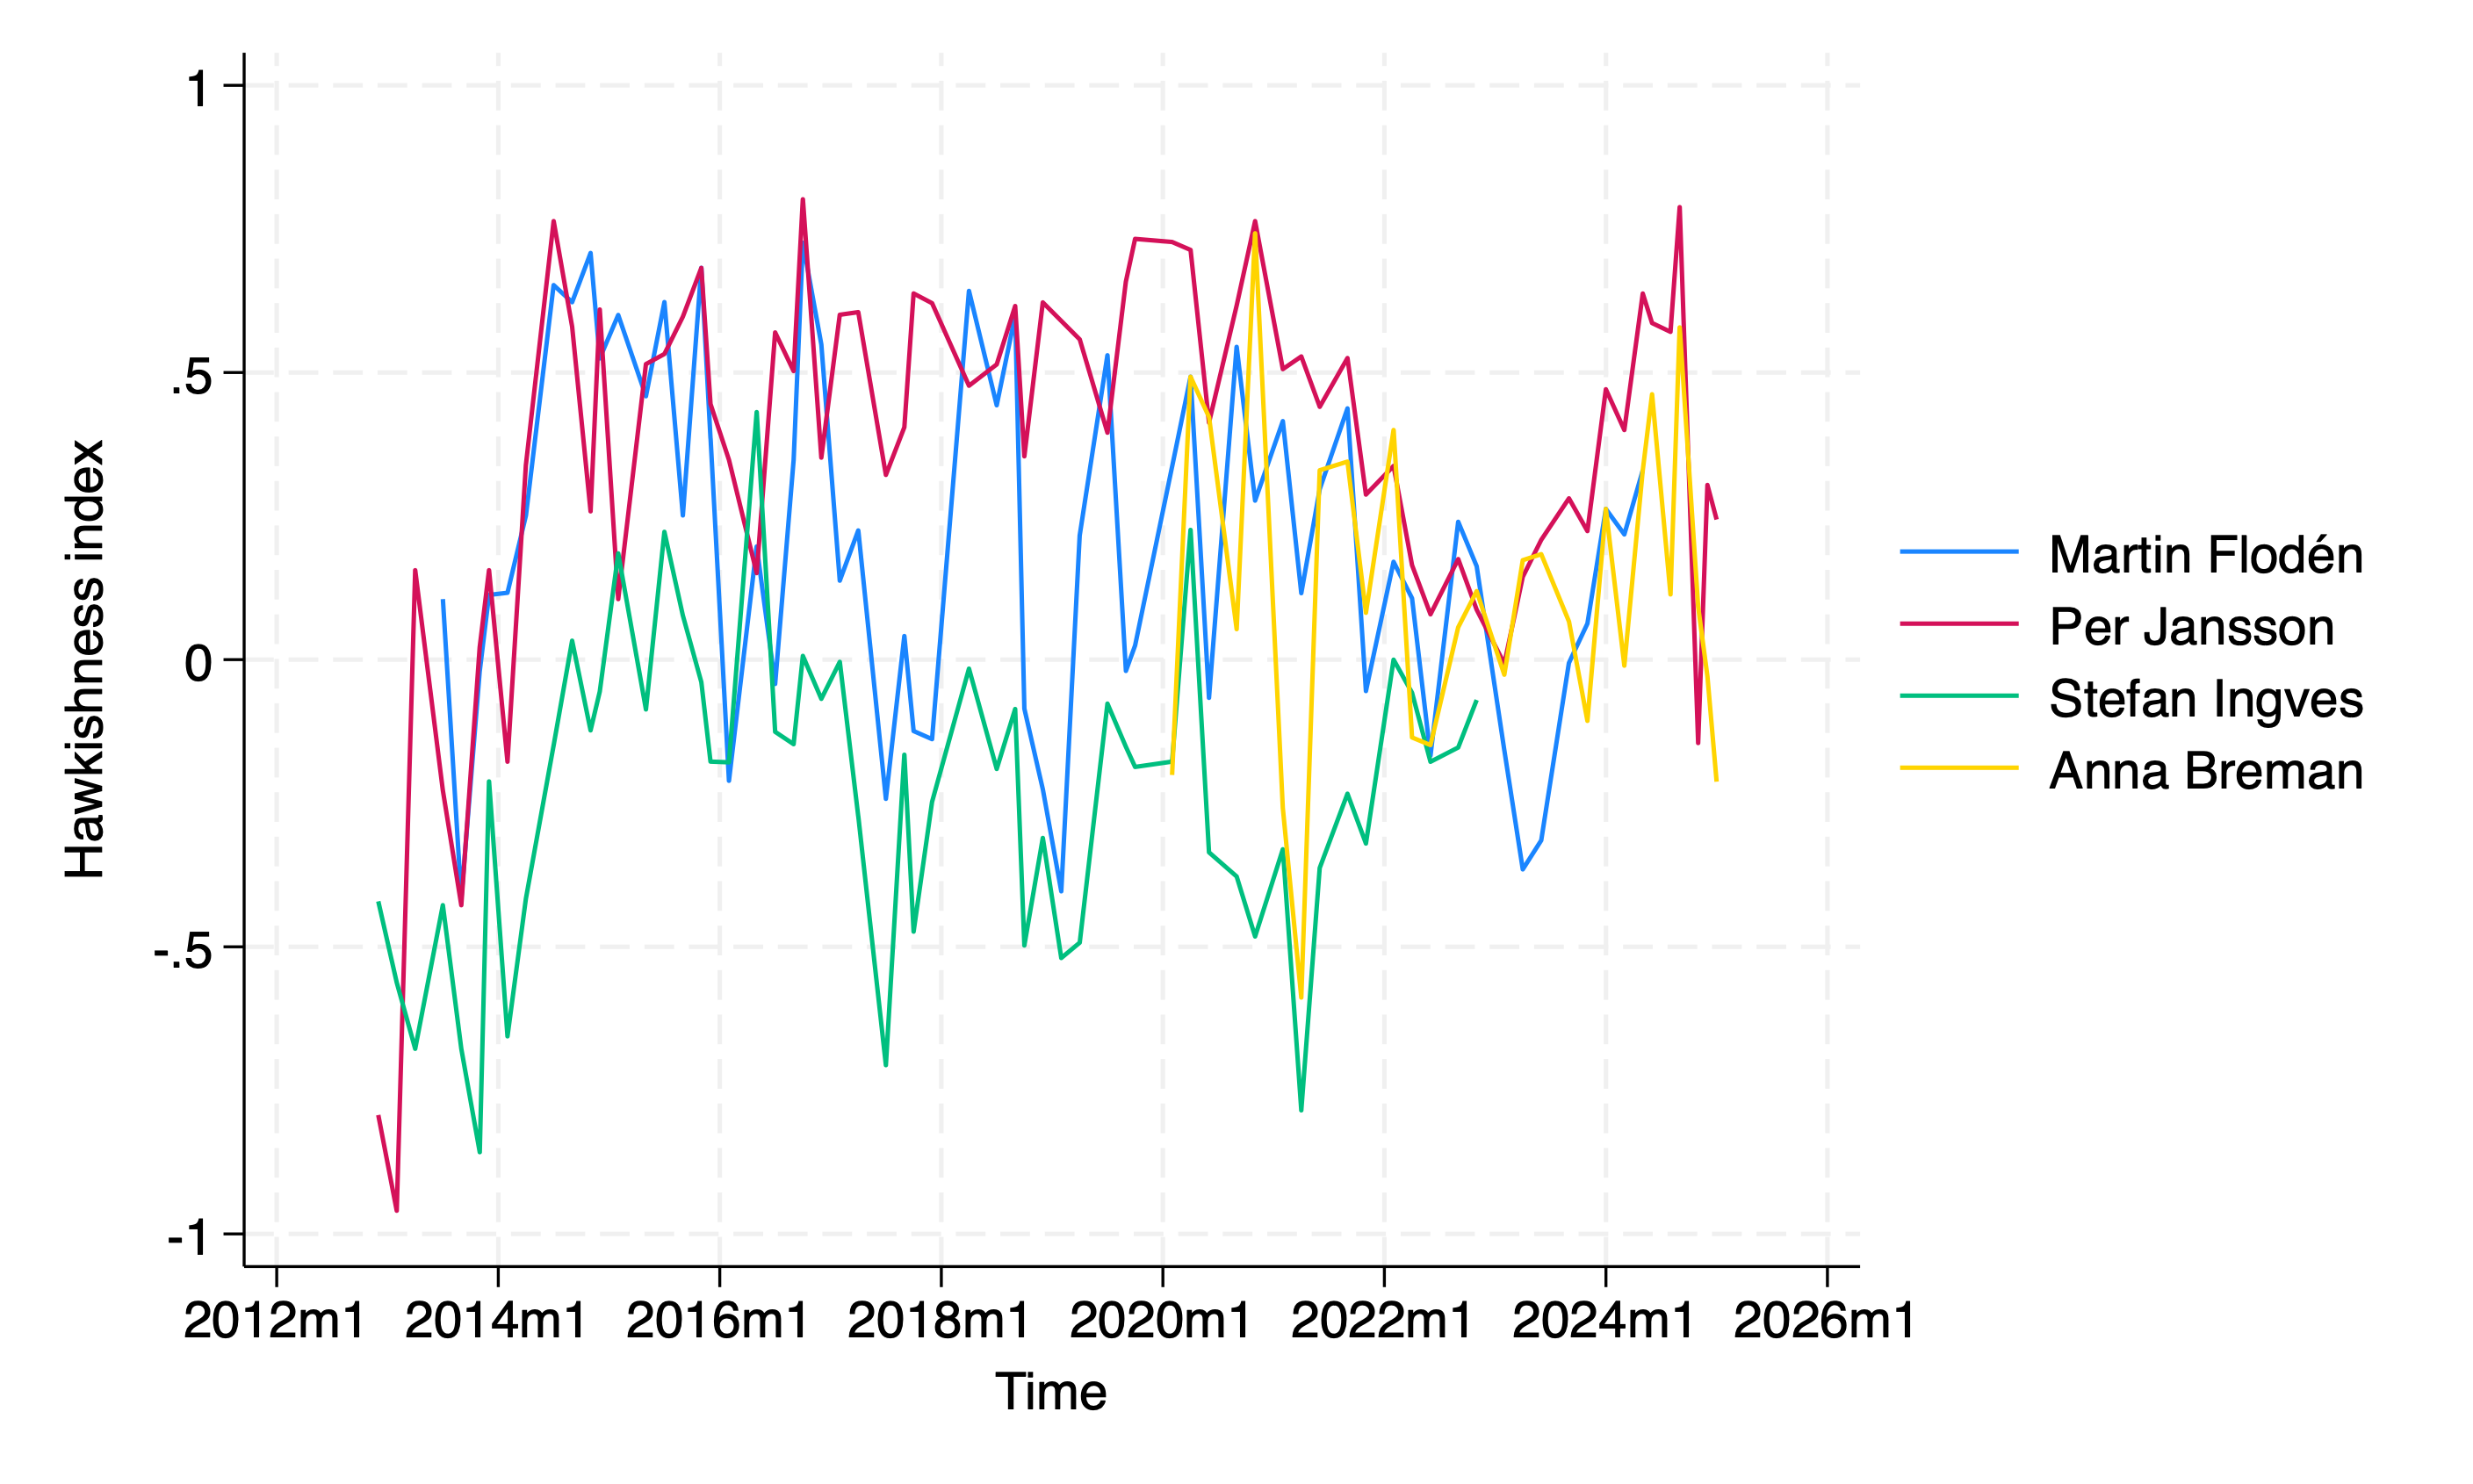 Hawkishness index
1
.5
0
-.5
-1
2012m1 2014m1 2016m1 2018m1 2020m1 2022m1 2024m1 2026m1
Time
Martin Flodén
Per Jansson
Stefan Ingves
Anna Breman